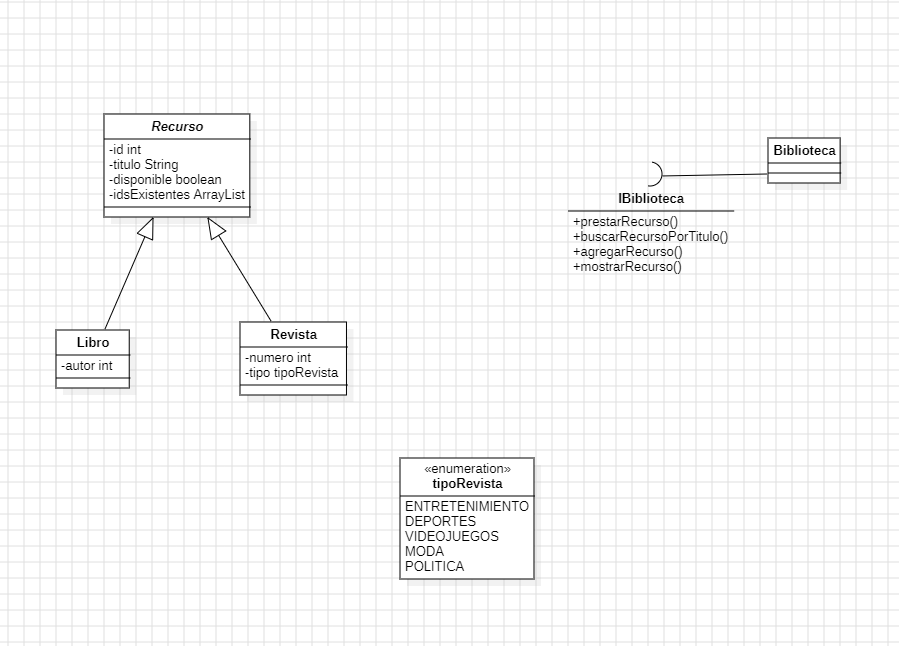 Recurso
-id int
-titulo String
-disponible boolean
-idsExistentes ArrayList
Biblioteca
IBiblioteca
+prestarRecurso()
+buscarRecursoPorTitulo()
+agregarRecurso()
+mostrarRecurso()
Libro
-autor int
Revista
-numero int
-tipo tipoRevista
«enumeration»
tipoRevista
ENTRETENIMIENTO
DEPORTES
VIDEOJUEGOS
MODA
POLITICA